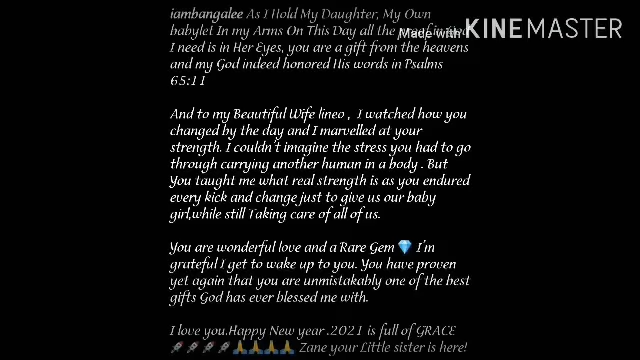 iambangalee As I Hold My Daughter, My Own
babylet In my Arms On This Day all the
I need is in Her Eyes, you are a gift from the heavens
and my God indeed honored His words in Psalms
65:11
And to my Beautiful Wife lineo , I watched how you
changed by the day and I marvelled at your
strength. I couldn't imagine the stress you had to go
through carrying another human in a body . But
You taught me what real strength is as you endured
every kick and change just to give us our baby
girl,while still Taking care of all of us.
You are wonderful love and a Rare Gem 💎 I'm
grateful I get to wake up to you. You have proven
yet again that you are unmistakably one of the best
gifts God has ever blessed me with.
I love you.Happy New year .2021 is full of GRACE
🚀🚀🚀🚀🙏🙏🙏🙏 Zane your Little sister is here!
Made with KINEMASTER